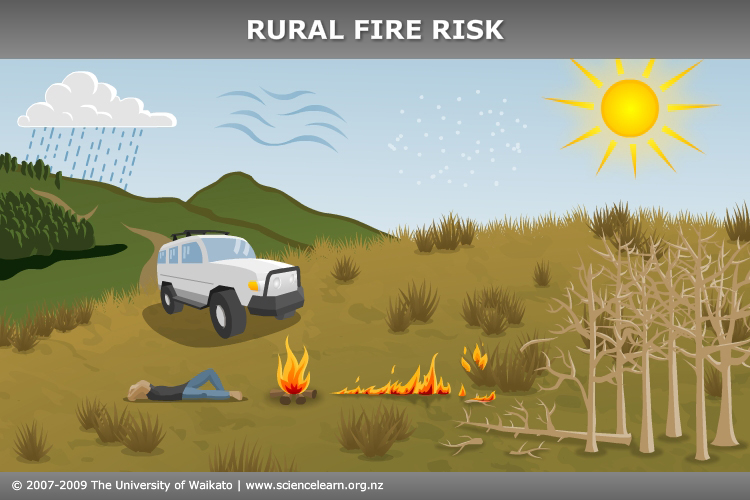 RURAL FIRE RISK
© 2007-2009 The University of Waikato | www.sciencelearn.org.nz